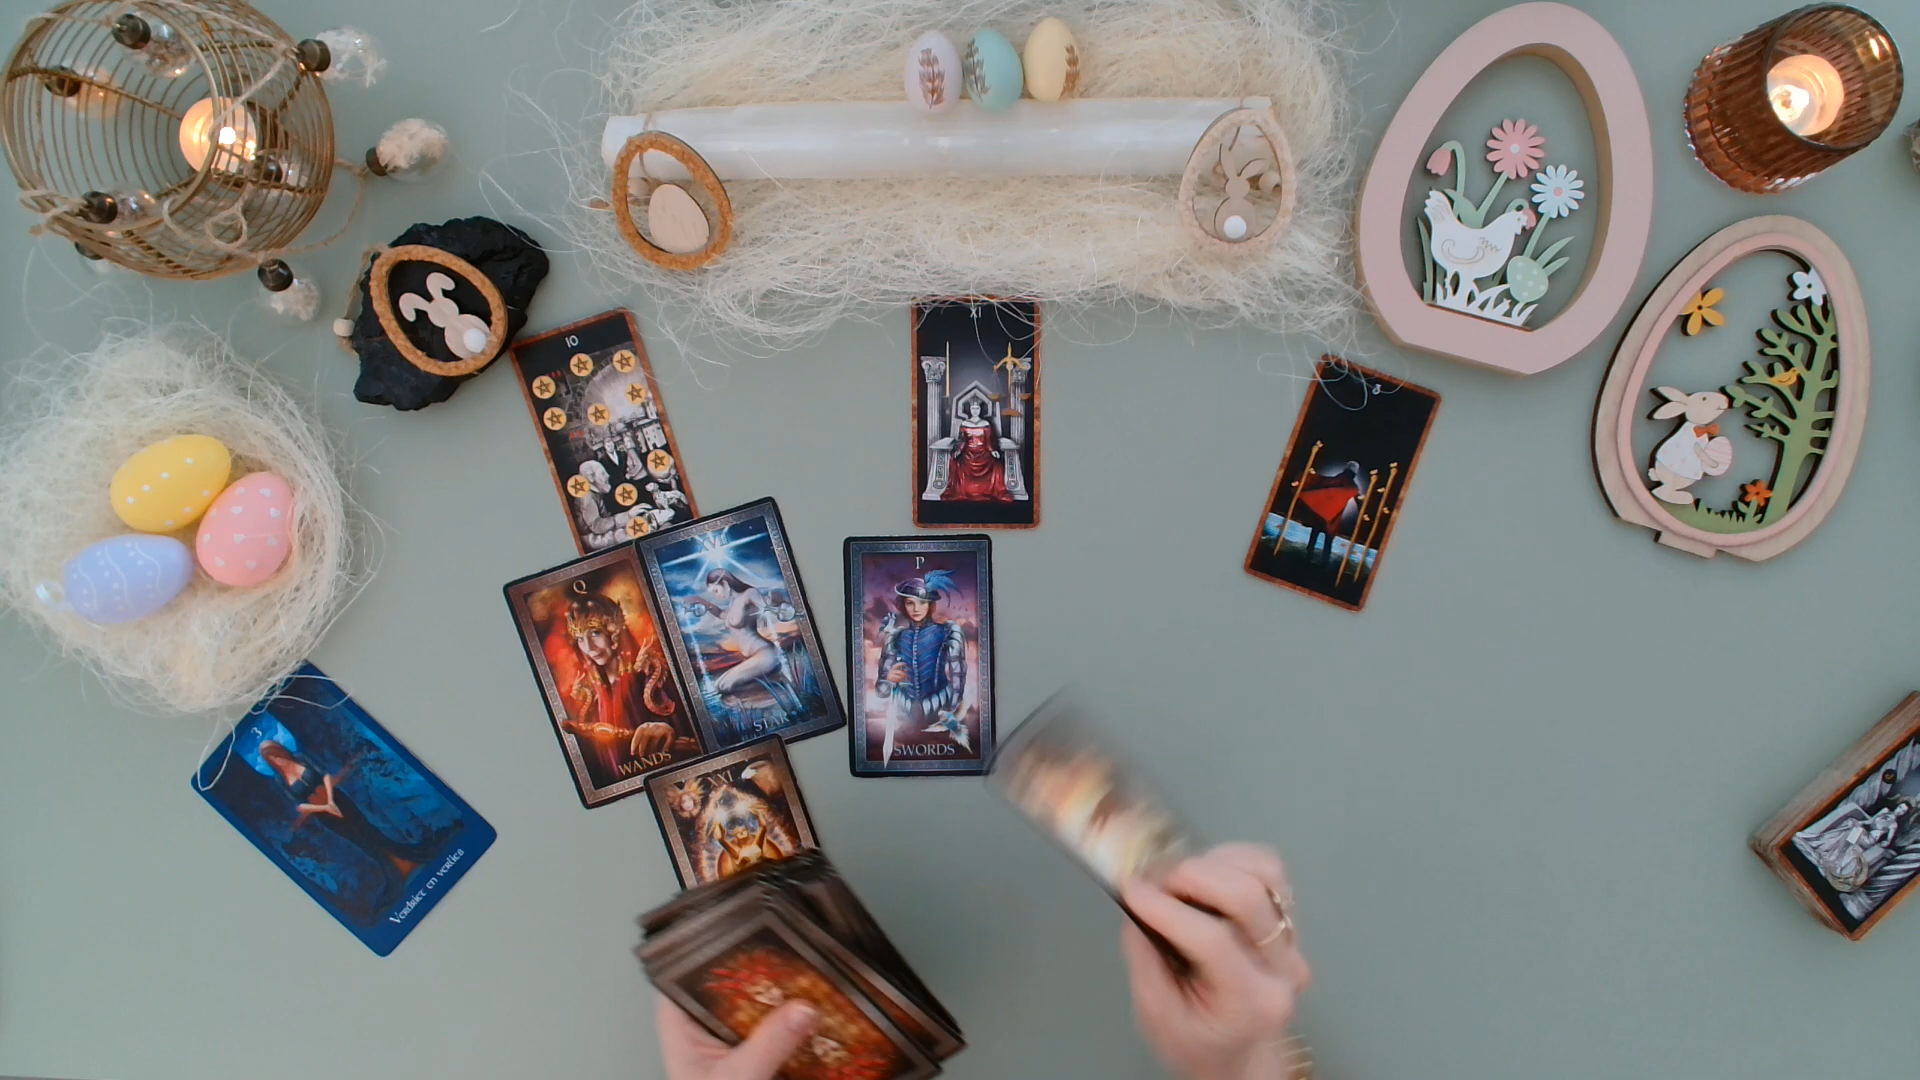 10
XI
Q
XVII
P
WANDS
STAR
SWORDS
XXI
3
Verdriet en verlies